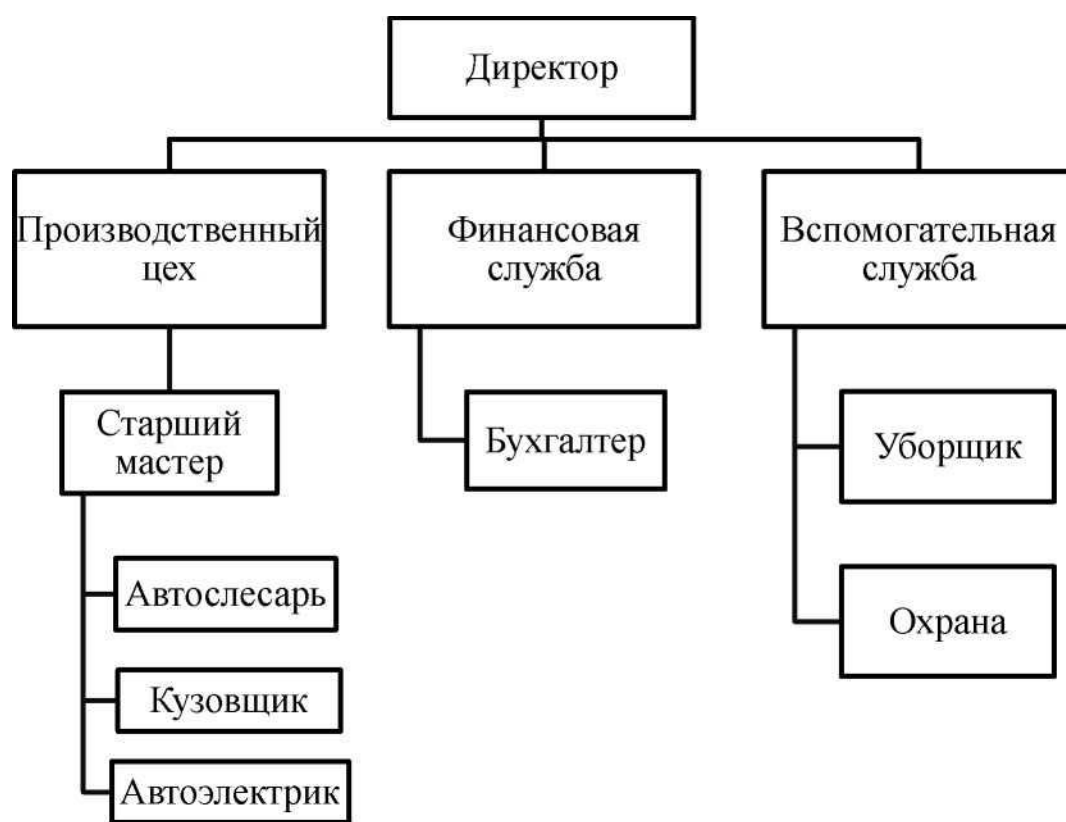 Директор
Производственный
цех
Финансовая
служба
Вспомогательная
служба
Старший
мастер
Бухгалтер
Уборщик
Автослесарь
Охрана
Кузовщик
Автоэлектрик